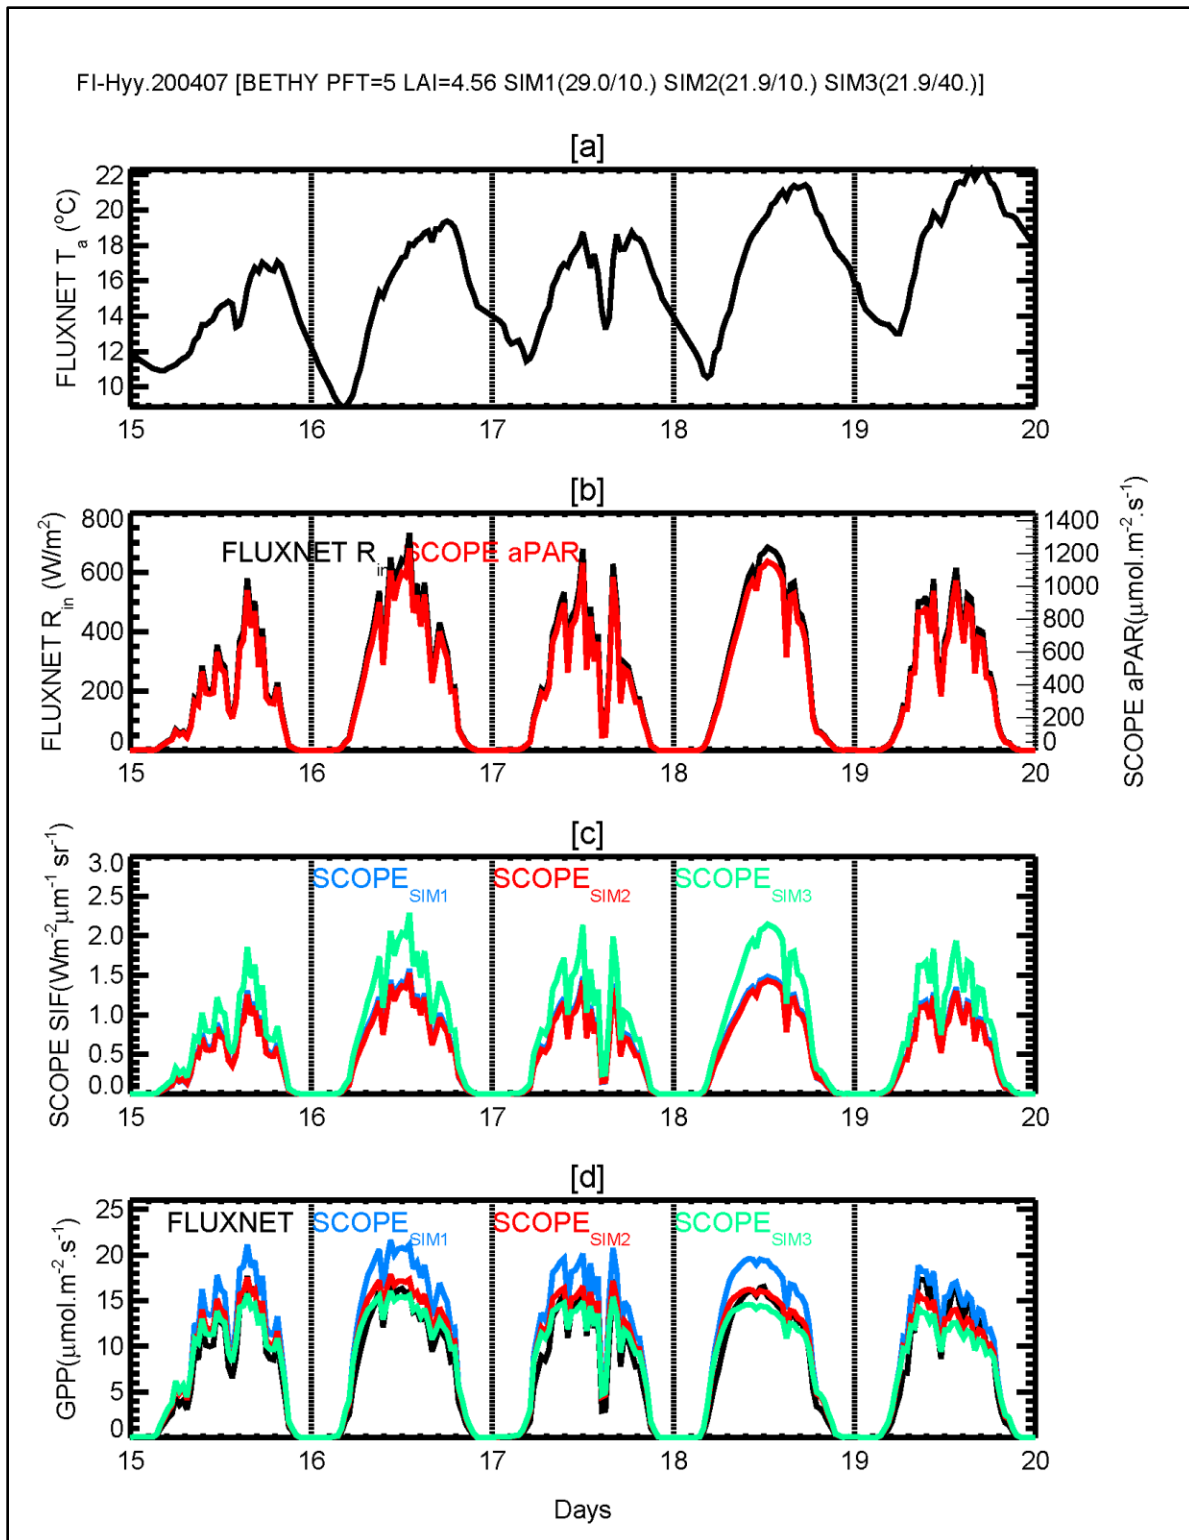 FI-Hyy.200407 [BETHY PFT=5 LAI=4.56 SIM1(29.0/10.) SIM2(21.9/10.) SIM3(21.9/40.)]
[a]
FLUXNET Ta (oC)
22
20
18
16
14
12
10
15 16 17 18 19 20
[b]
FLUXNET Rin (W/m2)
800
600
400
200
0
FLUXNET Rin SCOPE aPAR
1400
1200
1000
800
600
400
200
0
SCOPE aPAR(μmol.m-2.s-1)
15 16 17 18 19 20
[c]
SCOPE SIF(Wm-2μm-1 sr-1)
3.0
2.5
2.0
1.5
1.0
0.5
0.0
SCOPESIM1 SCOPESIM2 SCOPESIM3
15 16 17 18 19 20
[d]
GPP(μmol.m-2.s-1)
25
20
15
10
5
0
FLUXNET SCOPESIM1 SCOPESIM2 SCOPESIM3
15 16 17 18 19 20
Days